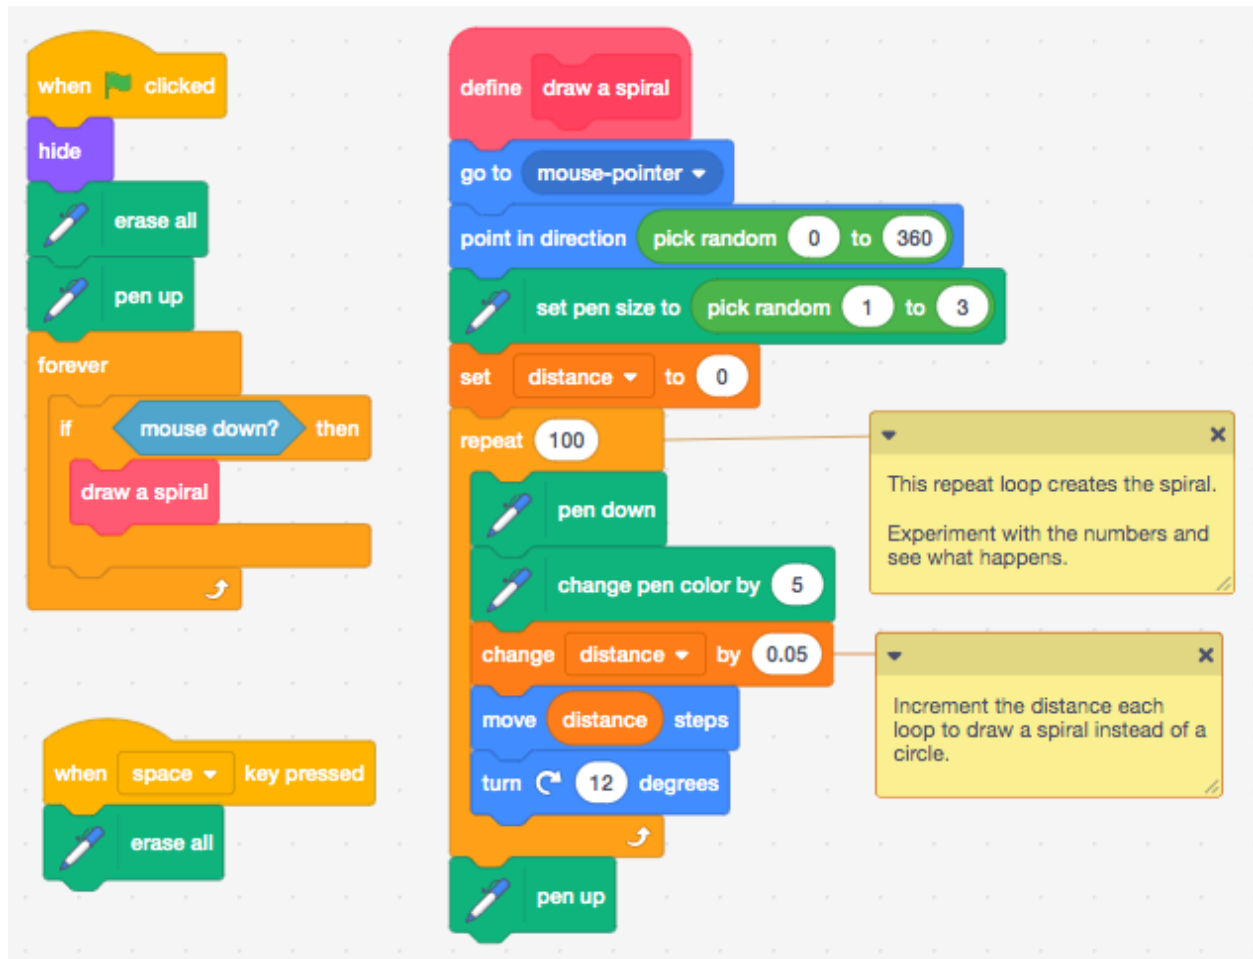 when clicked
hide
erase all
pen up
forever
if mouse down? then
draw a spiral
when space key pressed
erase all
define draw a spiral
go to mouse-pointer
point in direction pick random 0 to 360
set pen size to pick random 1 to 3
set distance to 0
repeat 100
pen down
change pen color by 5
change distance by 0.05
move distance steps
turn 12 degrees
pen up
This repeat loop creates the spiral.
Experiment with the numbers and
see what happens.
Increment the distance each
loop to draw a spiral instead of a
circle.